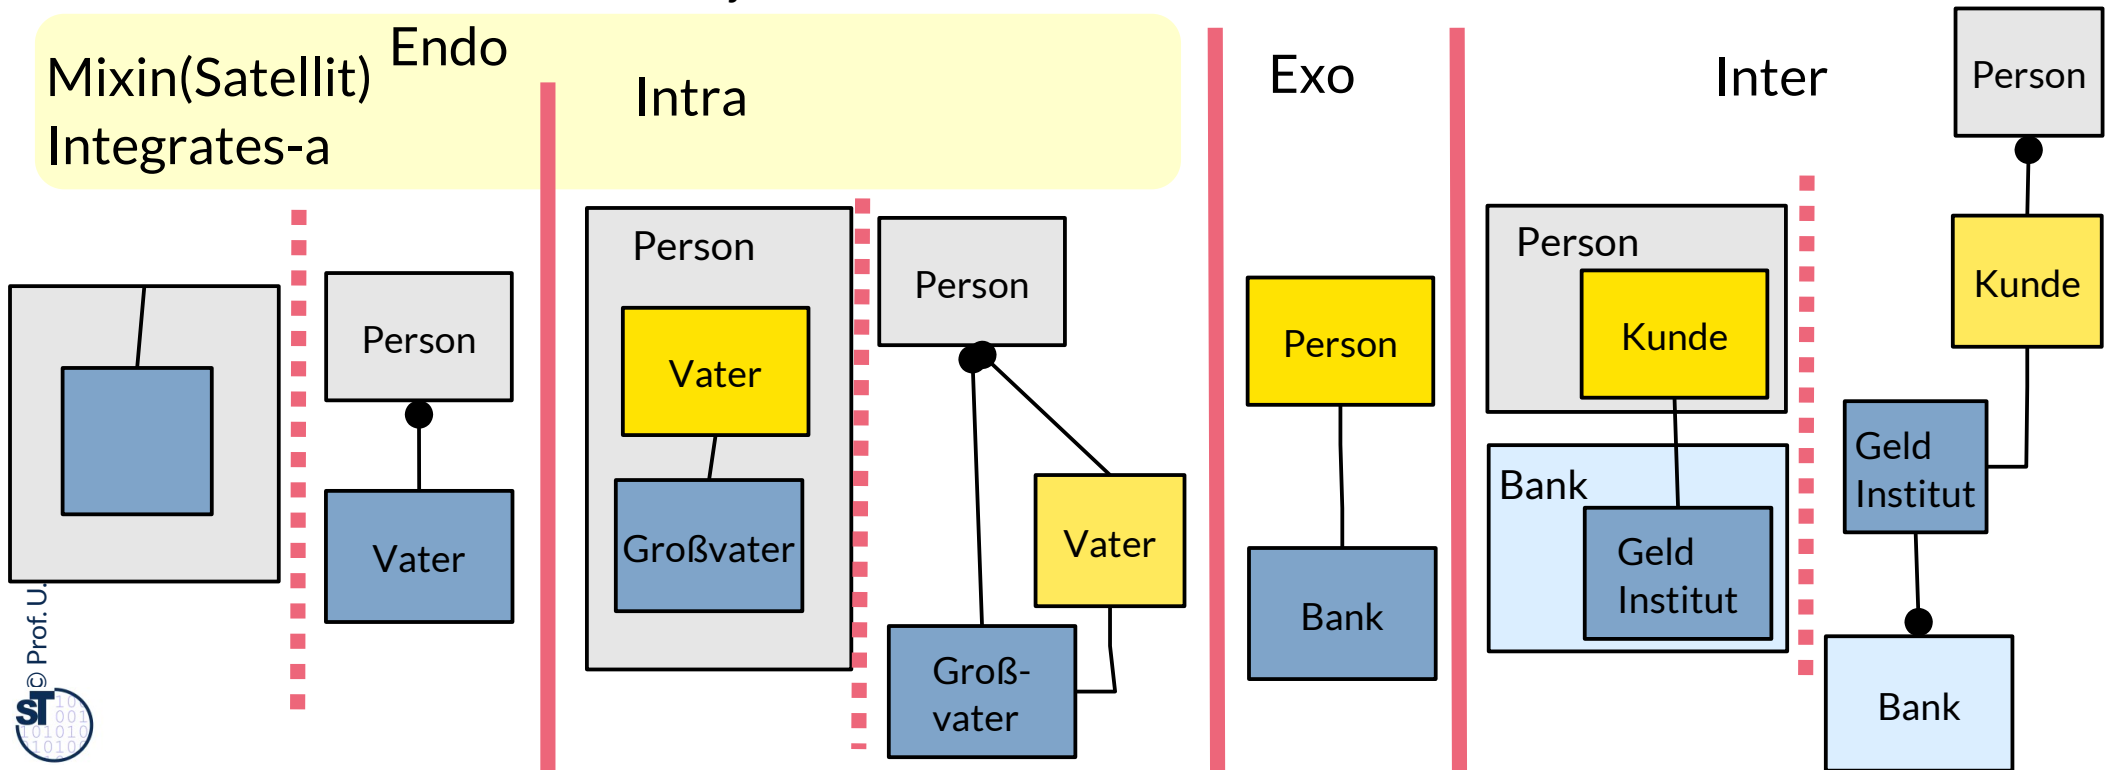 Endo
Mixin(Satellit)
Integrates-a
Intra
Exo
Inter
Person
Vater
Person
Vater
Großvater
Person
Vater
Groß-
vater
Person
Bank
Person
Kunde
Bank
Geld
Institut
Person
Kunde
Geld
Institut
Bank
© Prof. U.
ST